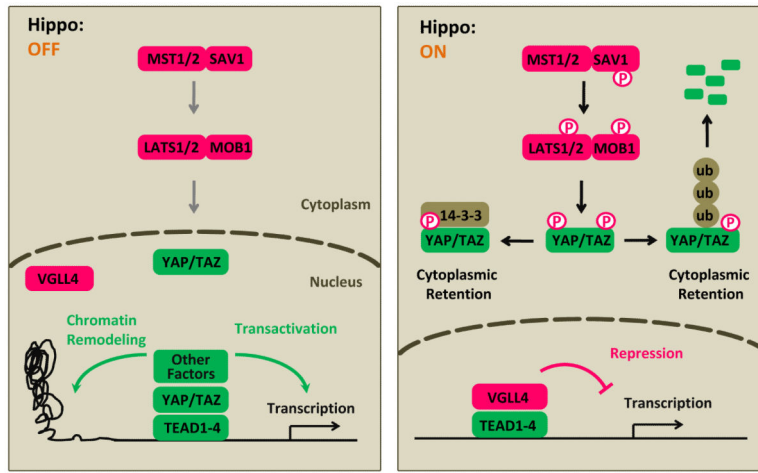 Hippo:
OFF
MST1/2 SAV1
LATS1/2 MOB1
Cytoplasm
YAP/TAZ
Nucleus
VGLL4
Chromatin
Remodeling
Transactivation
Other
Factors
YAP/TAZ
TEAD1-4
Transcription
Hippo:
ON
MST1/2 SAV1
P
P P
LATS1/2 MOB1
ub
ub
ub
P 14-3-3
P P
P
YAP/TAZ
YAP/TAZ
YAP/TAZ
Cytoplasmic
Retention
Cytoplasmic
Retention
Repression
VGLL4
TEAD1-4
Transcription